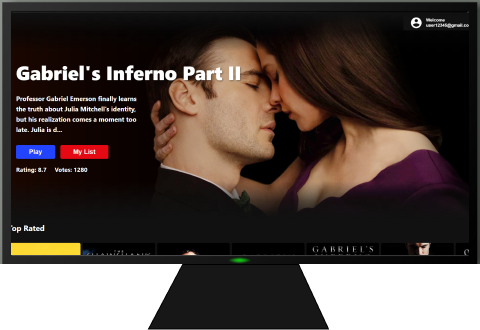 Welcome
user12345@gmail.co
Gabriel's Inferno Part II
Professor Gabriel Emerson finally learns
the truth about Julia Mitchell's identity,
but his realization comes a moment too
late. Julia is d...
Play My List
Rating: 8.7 Votes: 1280
Top Rated
GABRIEL'S